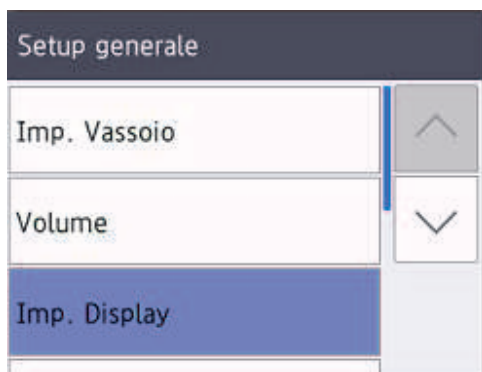 Setup generale
Imp. Vassoio
Volume
Imp. Display